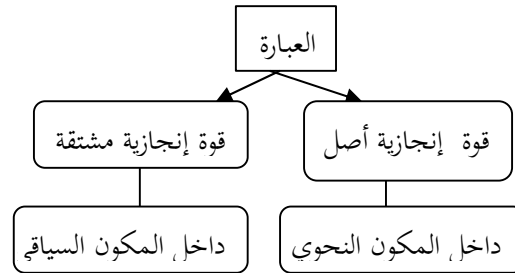 العبارة
قوة إنجازية أصل
قوة إنجازية مشتقة
داخل المكون النحوي
داخل المكون السياقي